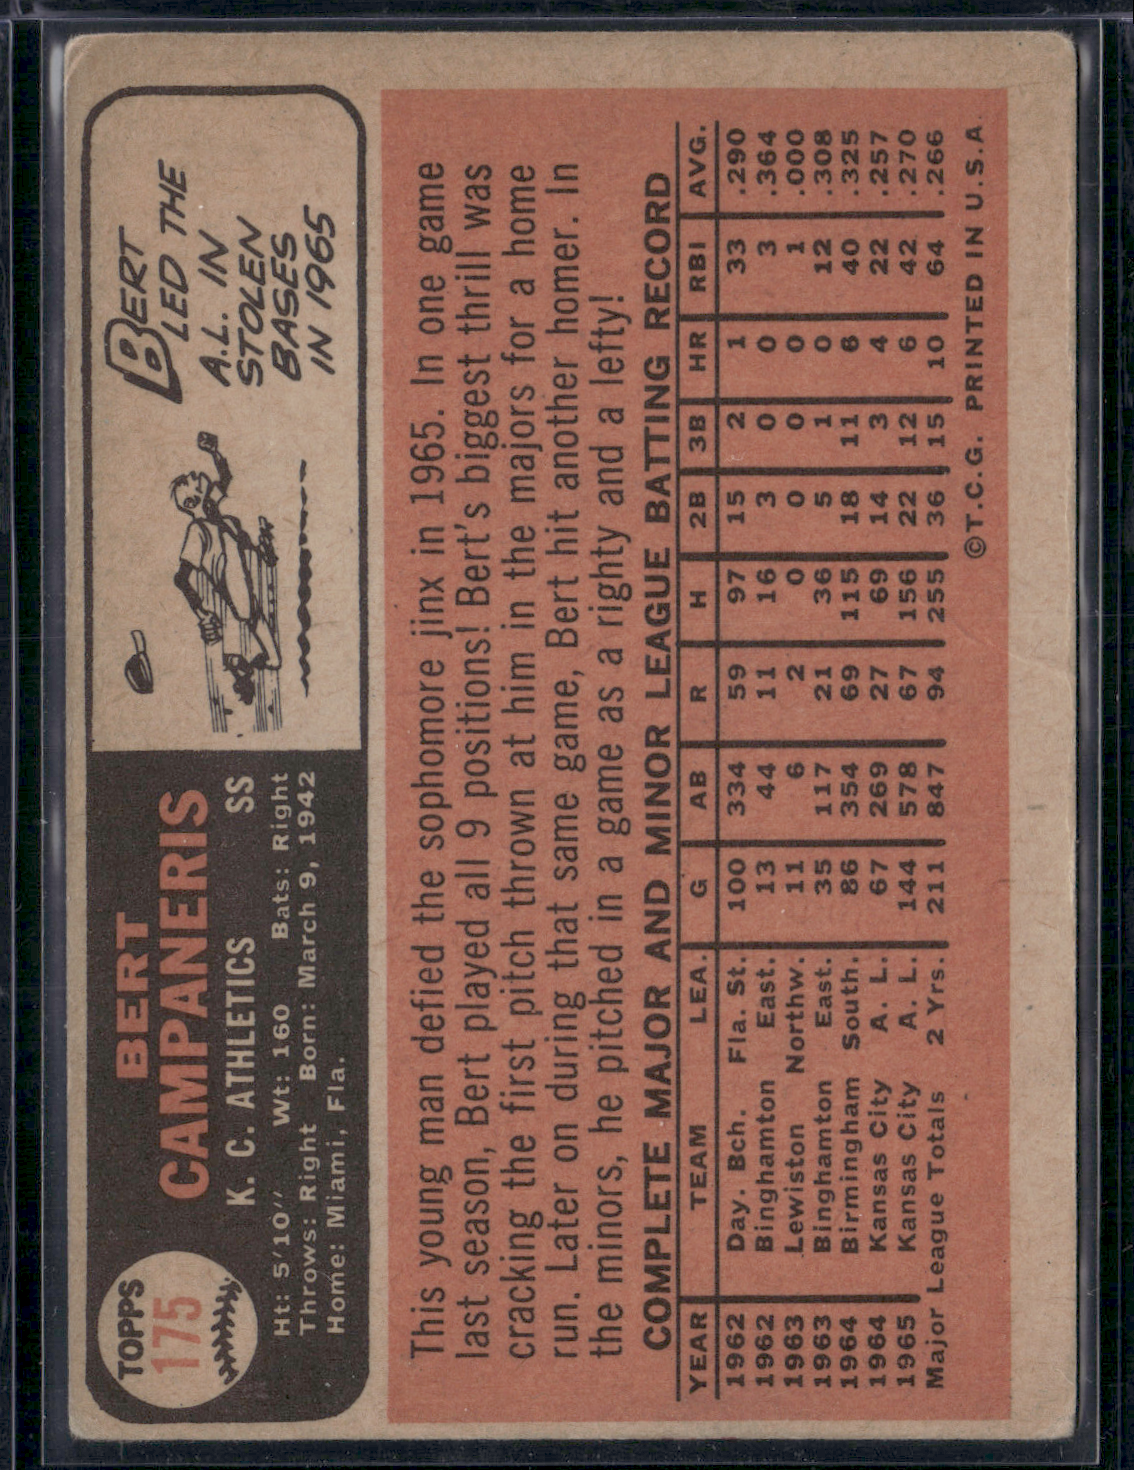 TOPPS
175
BERT
CAMPANERIS
K. C. ATHLETICS SS
Ht: 5'10" Wt: 160 Bats: Right
Throws: Right Born: March 9, 1942
Home: Miami, Fla.
BERT
LED THE
A.L. IN
STOLEN
BASES
IN 1965
This young man defied the sophomore jinx in 1965. In one game
last season, Bert played all 9 positions! Bert's biggest thrill was
cracking the first pitch thrown at him in the majors for a home
run. Later on during that same game, Bert hit another homer. In
the minors, he pitched in a game as a righty and a lefty!
COMPLETE MAJOR AND MINOR LEAGUE BATTING RECORD
YEAR TEAM LEA. G AB R H 2B 3B HR RBI AVG.
1962 Day. Bch. Fla. St. 100 334 59 97 15 2 1 33 .290
1962 Binghamton East. 13 44 11 16 3 0 0 3 .364
1963 Lewiston Northw. 11 6 2 0 0 0 0 1 .000
1963 Binghamton East. 35 117 21 36 5 1 0 12 .308
1964 Birmingham South. 86 354 69 115 18 11 6 40 .325
1964 Kansas City A. L. 67 269 27 69 14 3 4 22 .257
1965 Kansas City A. L. 144 578 67 156 22 12 6 42 .270
Major League Totals 2 Yrs. 211 847 94 255 36 15 10 64 .266
©T.C.G. PRINTED IN U.S.A.